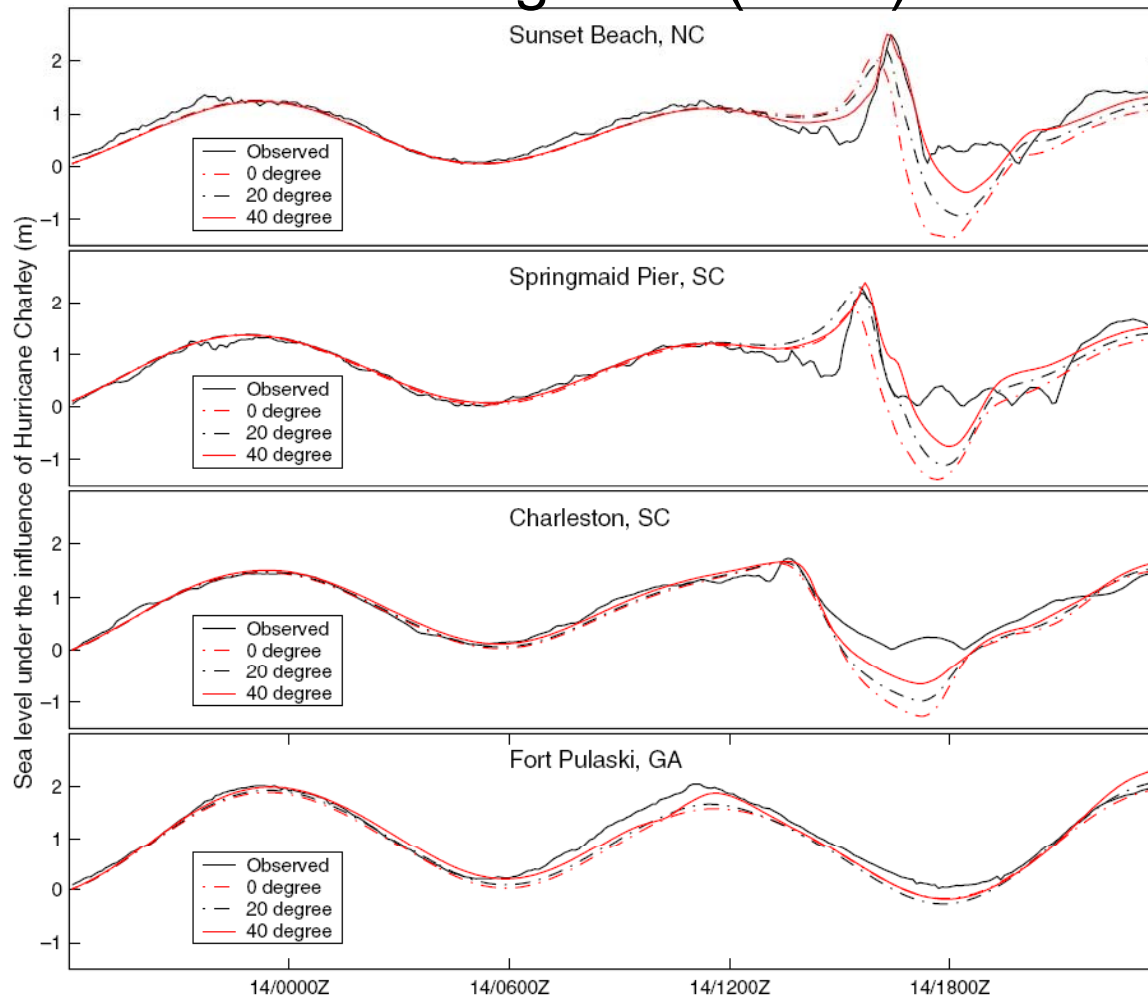 Sunset Beach, NC
2
1
0
−1
Observed
0 degree
20 degree
40 degree
Springmaid Pier, SC
2
1
0
−1
Observed
0 degree
20 degree
40 degree
Charleston, SC
2
1
0
−1
Observed
0 degree
20 degree
40 degree
Fort Pulaski, GA
2
1
0
−1
Observed
0 degree
20 degree
40 degree
14/0000Z 14/0600Z 14/1200Z 14/1800Z
Sea level under the influence of Hurricane Charley (m)